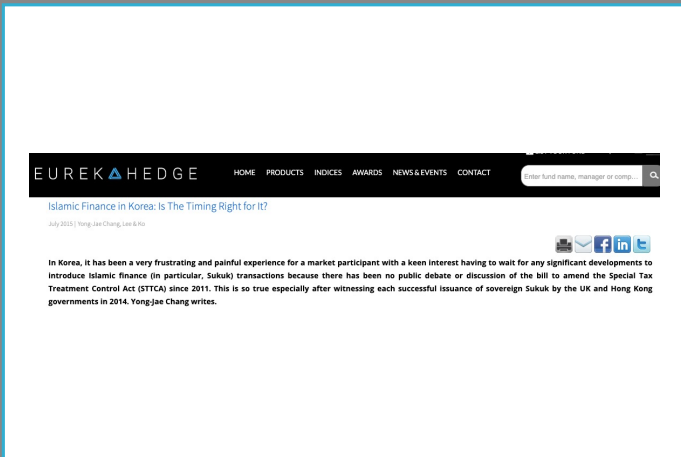 EUREKAHEDGE
HOME PRODUCTS INDICES AWARDS NEWS & EVENTS CONTACT
Enter fund name, manager or comp...
Islamic Finance in Korea: Is The Timing Right for It?
July 2015 | Yong-Jae Chang, Lee & Ko
In Korea, it has been a very frustrating and painful experience for a market participant with a keen interest having to wait for any significant developments to
introduce Islamic finance (in particular, Sukuk) transactions because there has been no public debate or discussion of the bill to amend the Special Tax
Treatment Control Act (STTCA) since 2011. This is so true especially after witnessing each successful issuance of sovereign Sukuk by the UK and Hong Kong
governments in 2014. Yong-Jae Chang writes.